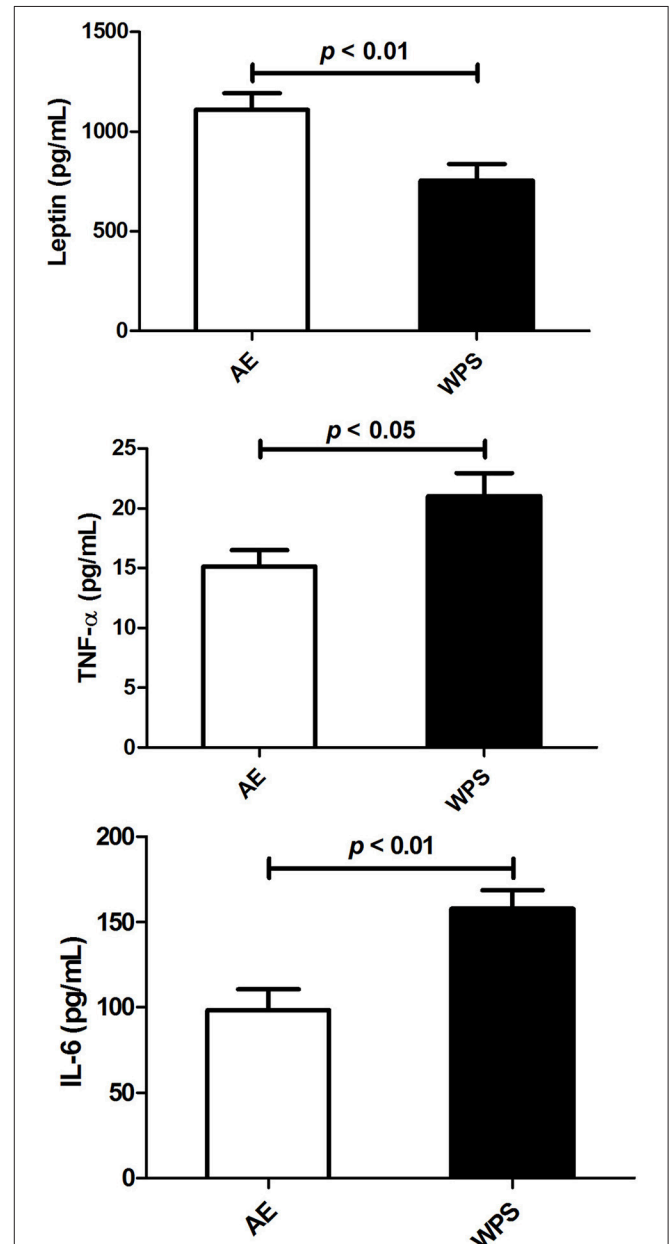 1500
p < 0.01
1000
500
0
Leptin (pg/mL)
AE
WPS
25
p < 0.05
20
15
10
5
0
TNF-α (pg/mL)
AE
WPS
200
p < 0.01
150
100
50
0
IL-6 (pg/mL)
AE
WPS